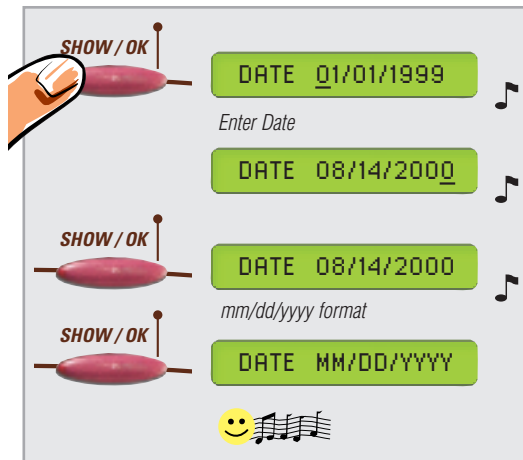 SHOW / OK
DATE 01/01/1999
Enter Date
DATE 08/14/2000
SHOW / OK
DATE 08/14/2000
mm/dd/yyyy format
SHOW / OK
DATE MM/DD/YYYY